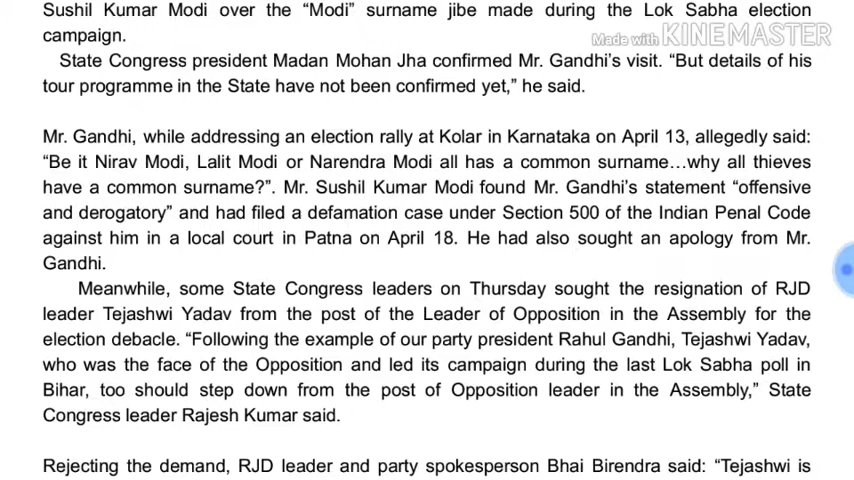 Sushil Kumar Modi over the “Modi” surname jibe made during the Lok Sabha election
campaign.
Made with KINEMASTER
State Congress president Madan Mohan Jha confirmed Mr. Gandhi’s visit. “But details of his
tour programme in the State have not been confirmed yet,” he said.
Mr. Gandhi, while addressing an election rally at Kolar in Karnataka on April 13, allegedly said:
“Be it Nirav Modi, Lalit Modi or Narendra Modi all has a common surname…why all thieves
have a common surname?”. Mr. Sushil Kumar Modi found Mr. Gandhi’s statement “offensive
and derogatory” and had filed a defamation case under Section 500 of the Indian Penal Code
against him in a local court in Patna on April 18. He had also sought an apology from Mr.
Gandhi.
Meanwhile, some State Congress leaders on Thursday sought the resignation of RJD
leader Tejashwi Yadav from the post of the Leader of Opposition in the Assembly for the
election debacle. “Following the example of our party president Rahul Gandhi, Tejashwi Yadav,
who was the face of the Opposition and led its campaign during the last Lok Sabha poll in
Bihar, too should step down from the post of Opposition leader in the Assembly,” State
Congress leader Rajesh Kumar said.
Rejecting the demand, RJD leader and party spokesperson Bhai Birendra said: “Tejashwi is